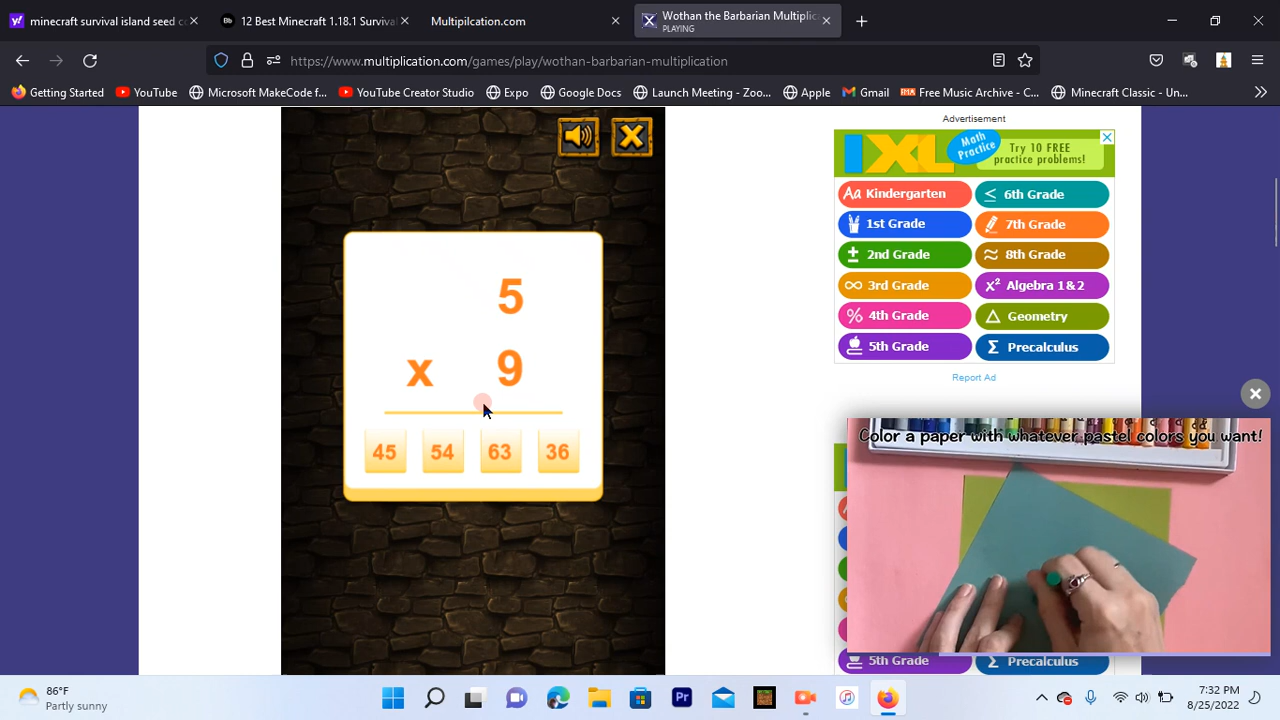 minecraft survival island seed c
12 Best Minecraft 1.18.1 Survival
Multipilcation.com
Wothan the Barbarian Multiplic
PLAYING
https://www.multiplication.com/games/play/wothan-barbarian-multiplication
Getting Started
YouTube
Microsoft MakeCode f...
YouTube Creator Studio
Expo
Google Docs
Launch Meeting - Zoo...
Apple
Gmail
Free Music Archive - C...
Minecraft Classic - Un...
5
x 9
45 54 63 36
Advertisement
IXL Math Practice
Try 10 FREE
practice problems!
Aa Kindergarten
≤ 6th Grade
1st Grade
7th Grade
± 2nd Grade
≈ 8th Grade
∞ 3rd Grade
x² Algebra 1&2
% 4th Grade
△ Geometry
5th Grade
Σ Precalculus
Report Ad
Color a paper with whatever pastel colors you want!
5th Grade
Σ Precalculus
86°F
Partly sunny
Pr
7:32 PM
8/25/2022